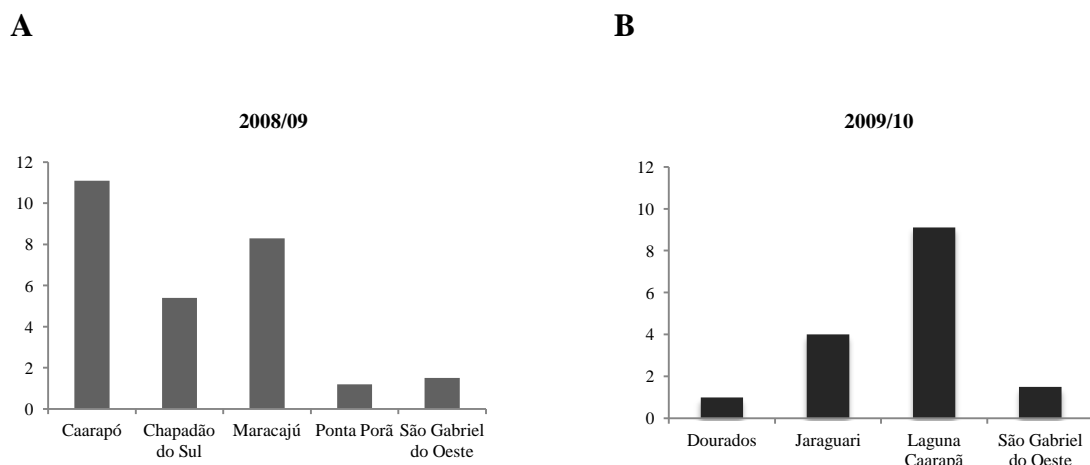 A
B
2008/09
12
10
8
6
4
2
0
Caarapó
Chapadão
do Sul
Maracajú
Ponta Porã
São Gabriel
do Oeste
2009/10
12
10
8
6
4
2
0
Dourados
Jaraguari
Laguna
Caarapã
São Gabriel
do Oeste